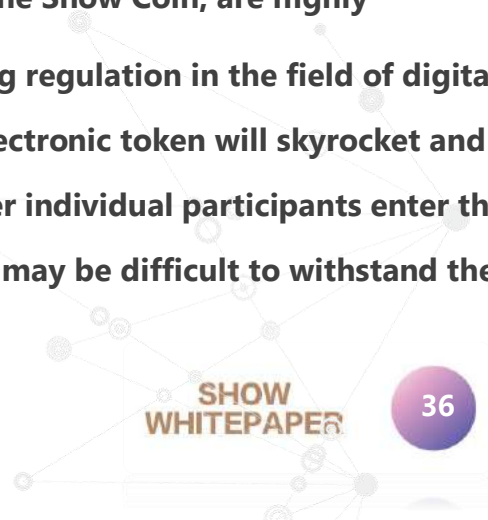 ne Show Coin, are highly
g regulation in the field of digita
ectronic token will skyrocket and
er individual participants enter th
may be difficult to withstand the
SHOW
WHITEPAPER
36